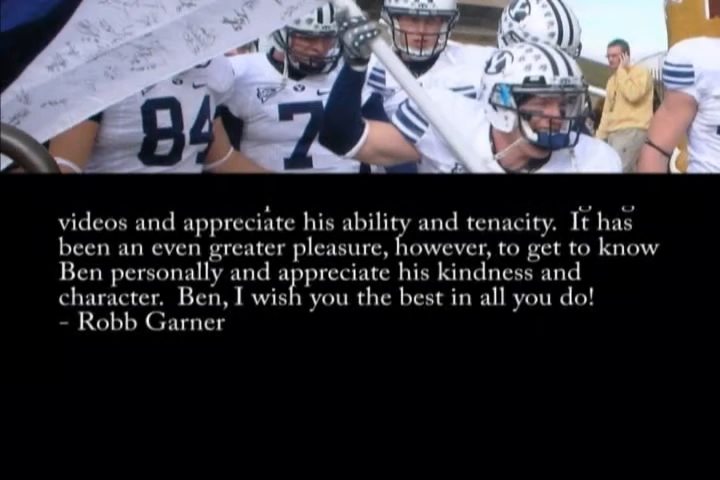 84
7
videos and appreciate his ability and tenacity.  It has
been an even greater pleasure, however, to get to know
Ben personally and appreciate his kindness and
character.  Ben, I wish you the best in all you do!
- Robb Garner